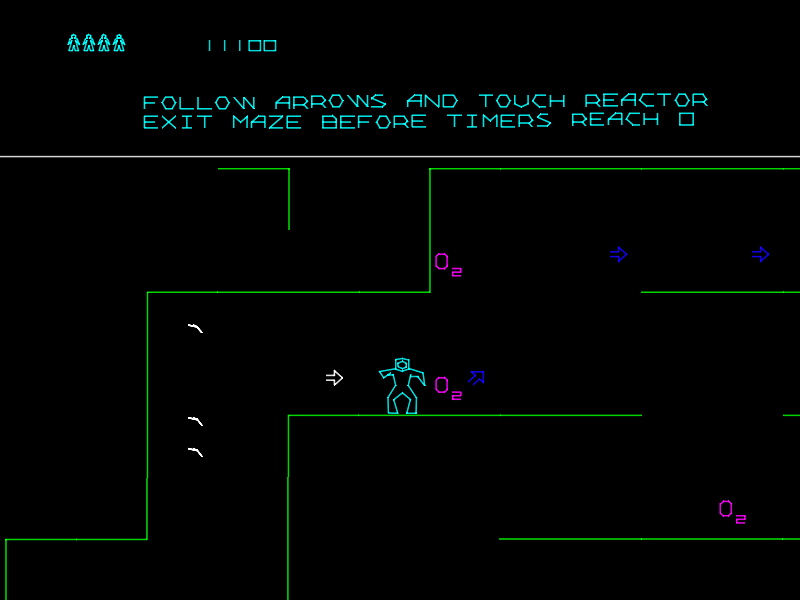 11100
FOLLOW ARROWS AND TOUCH REACTOR
EXIT MAZE BEFORE TIMERS REACH 0
O2
O2
O2